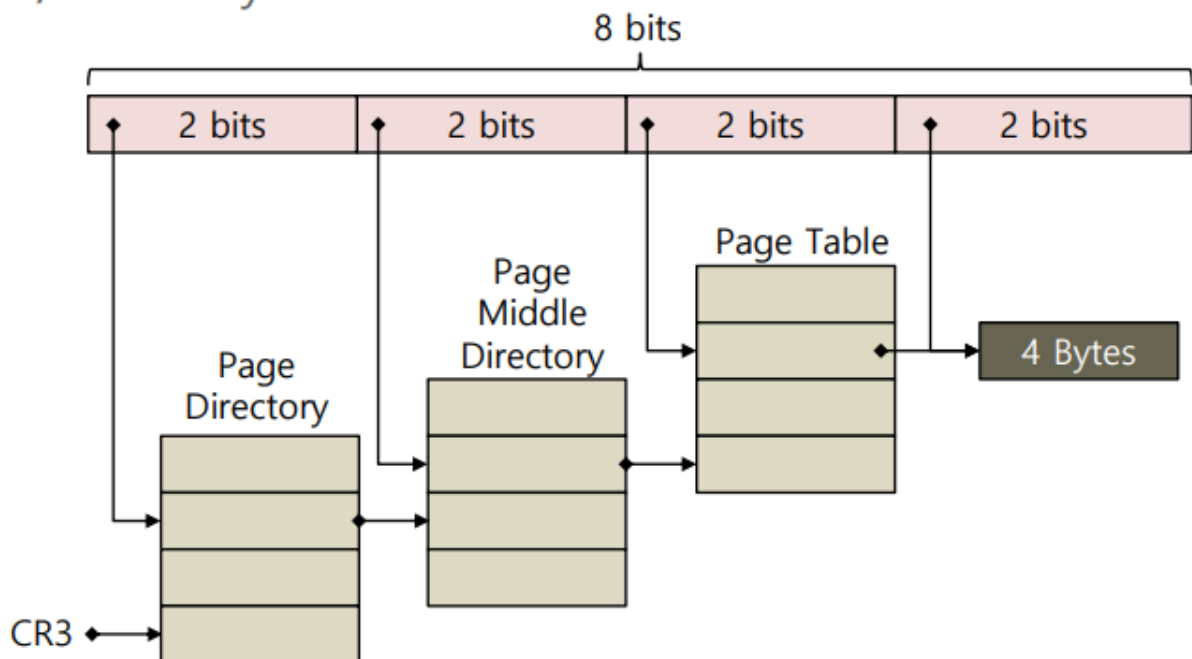 8 bits
2 bits
2 bits
2 bits
2 bits
Page Table
Page
Middle
Directory
4 Bytes
Page
Directory
CR3